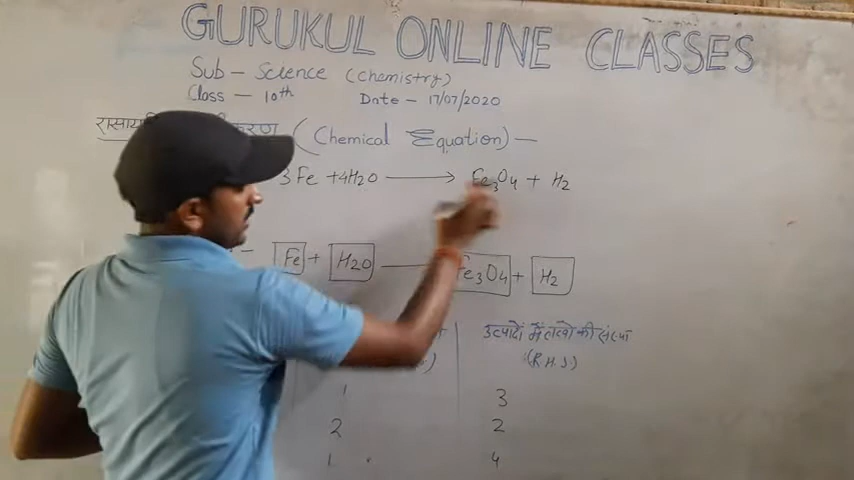 GURUKUL ONLINE CLASSES
Sub - Science (Chemistry)
Class - 10th Date - 17/07/2020
(Chemical Equation) -
3Fe + 4H2O → Fe3O4 + H2
Fe + H2O Fe3O4 + H2
उत्पादों में तत्वो की संख्या
(R.H.S)
1 3
2 2
1 4